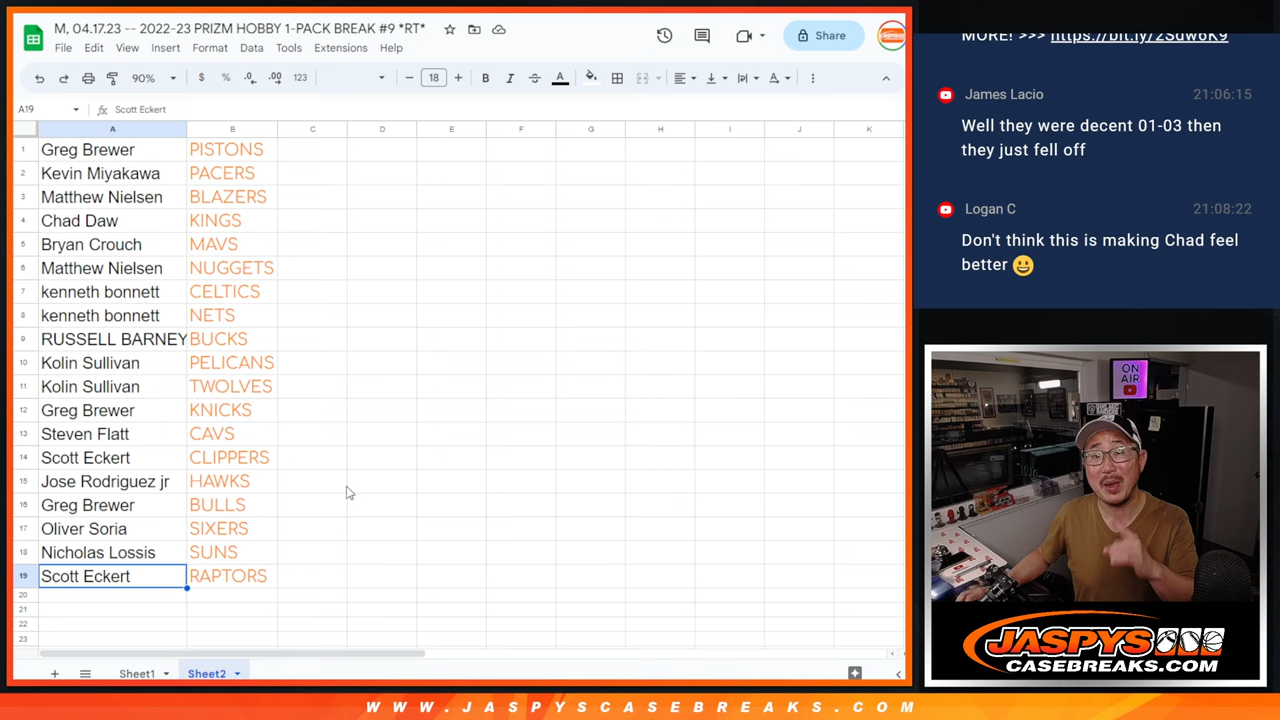 M, 04.17.23 -- 2022-23 PRIZM HOBBY 1-PACK BREAK #9 *RT*
File Edit View Insert Format Data Tools Extensions Help
Share
90% $ % .0 .00 123 18 B I A
A19 fx Scott Eckert
A B C D E F G H I J K
1 Greg Brewer PISTONS
2 Kevin Miyakawa PACERS
3 Matthew Nielsen BLAZERS
4 Chad Daw KINGS
5 Bryan Crouch MAVS
6 Matthew Nielsen NUGGETS
7 kenneth bonnett CELTICS
8 kenneth bonnett NETS
9 RUSSELL BARNEY BUCKS
10 Kolin Sullivan PELICANS
11 Kolin Sullivan TWOLVES
12 Greg Brewer KNICKS
13 Steven Flatt CAVS
14 Scott Eckert CLIPPERS
15 Jose Rodriguez jr HAWKS
16 Greg Brewer BULLS
17 Oliver Soria SIXERS
18 Nicholas Lossis SUNS
19 Scott Eckert RAPTORS
20
21
22
23
Sheet1 Sheet2
MORE! >>> https://bit.ly/2Sdw6K9
James Lacio 21:06:15
Well they were decent 01-03 then
they just fell off
Logan C 21:08:22
Don't think this is making Chad feel
better 😀
ON
AIR
JASPYS
CASEBREAKS.COM
WWW.JASPYSCASEBREAKS.COM